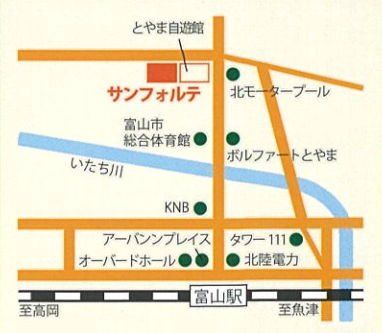 とやま自遊館
サンフォルテ
北モータープール
富山市
総合体育館
ボルファートとやま
いたち川
KNB
アーバンンプレイス
タワー111
オーバードホール
北陸電力
富山駅
至高岡
至魚津